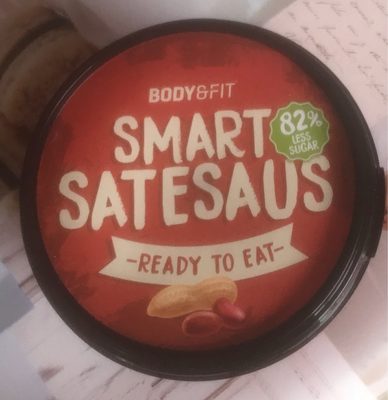 BODY&FIT
SMART
82%
LESS
SUGAR
SATESAUS
-READY TO EAT-